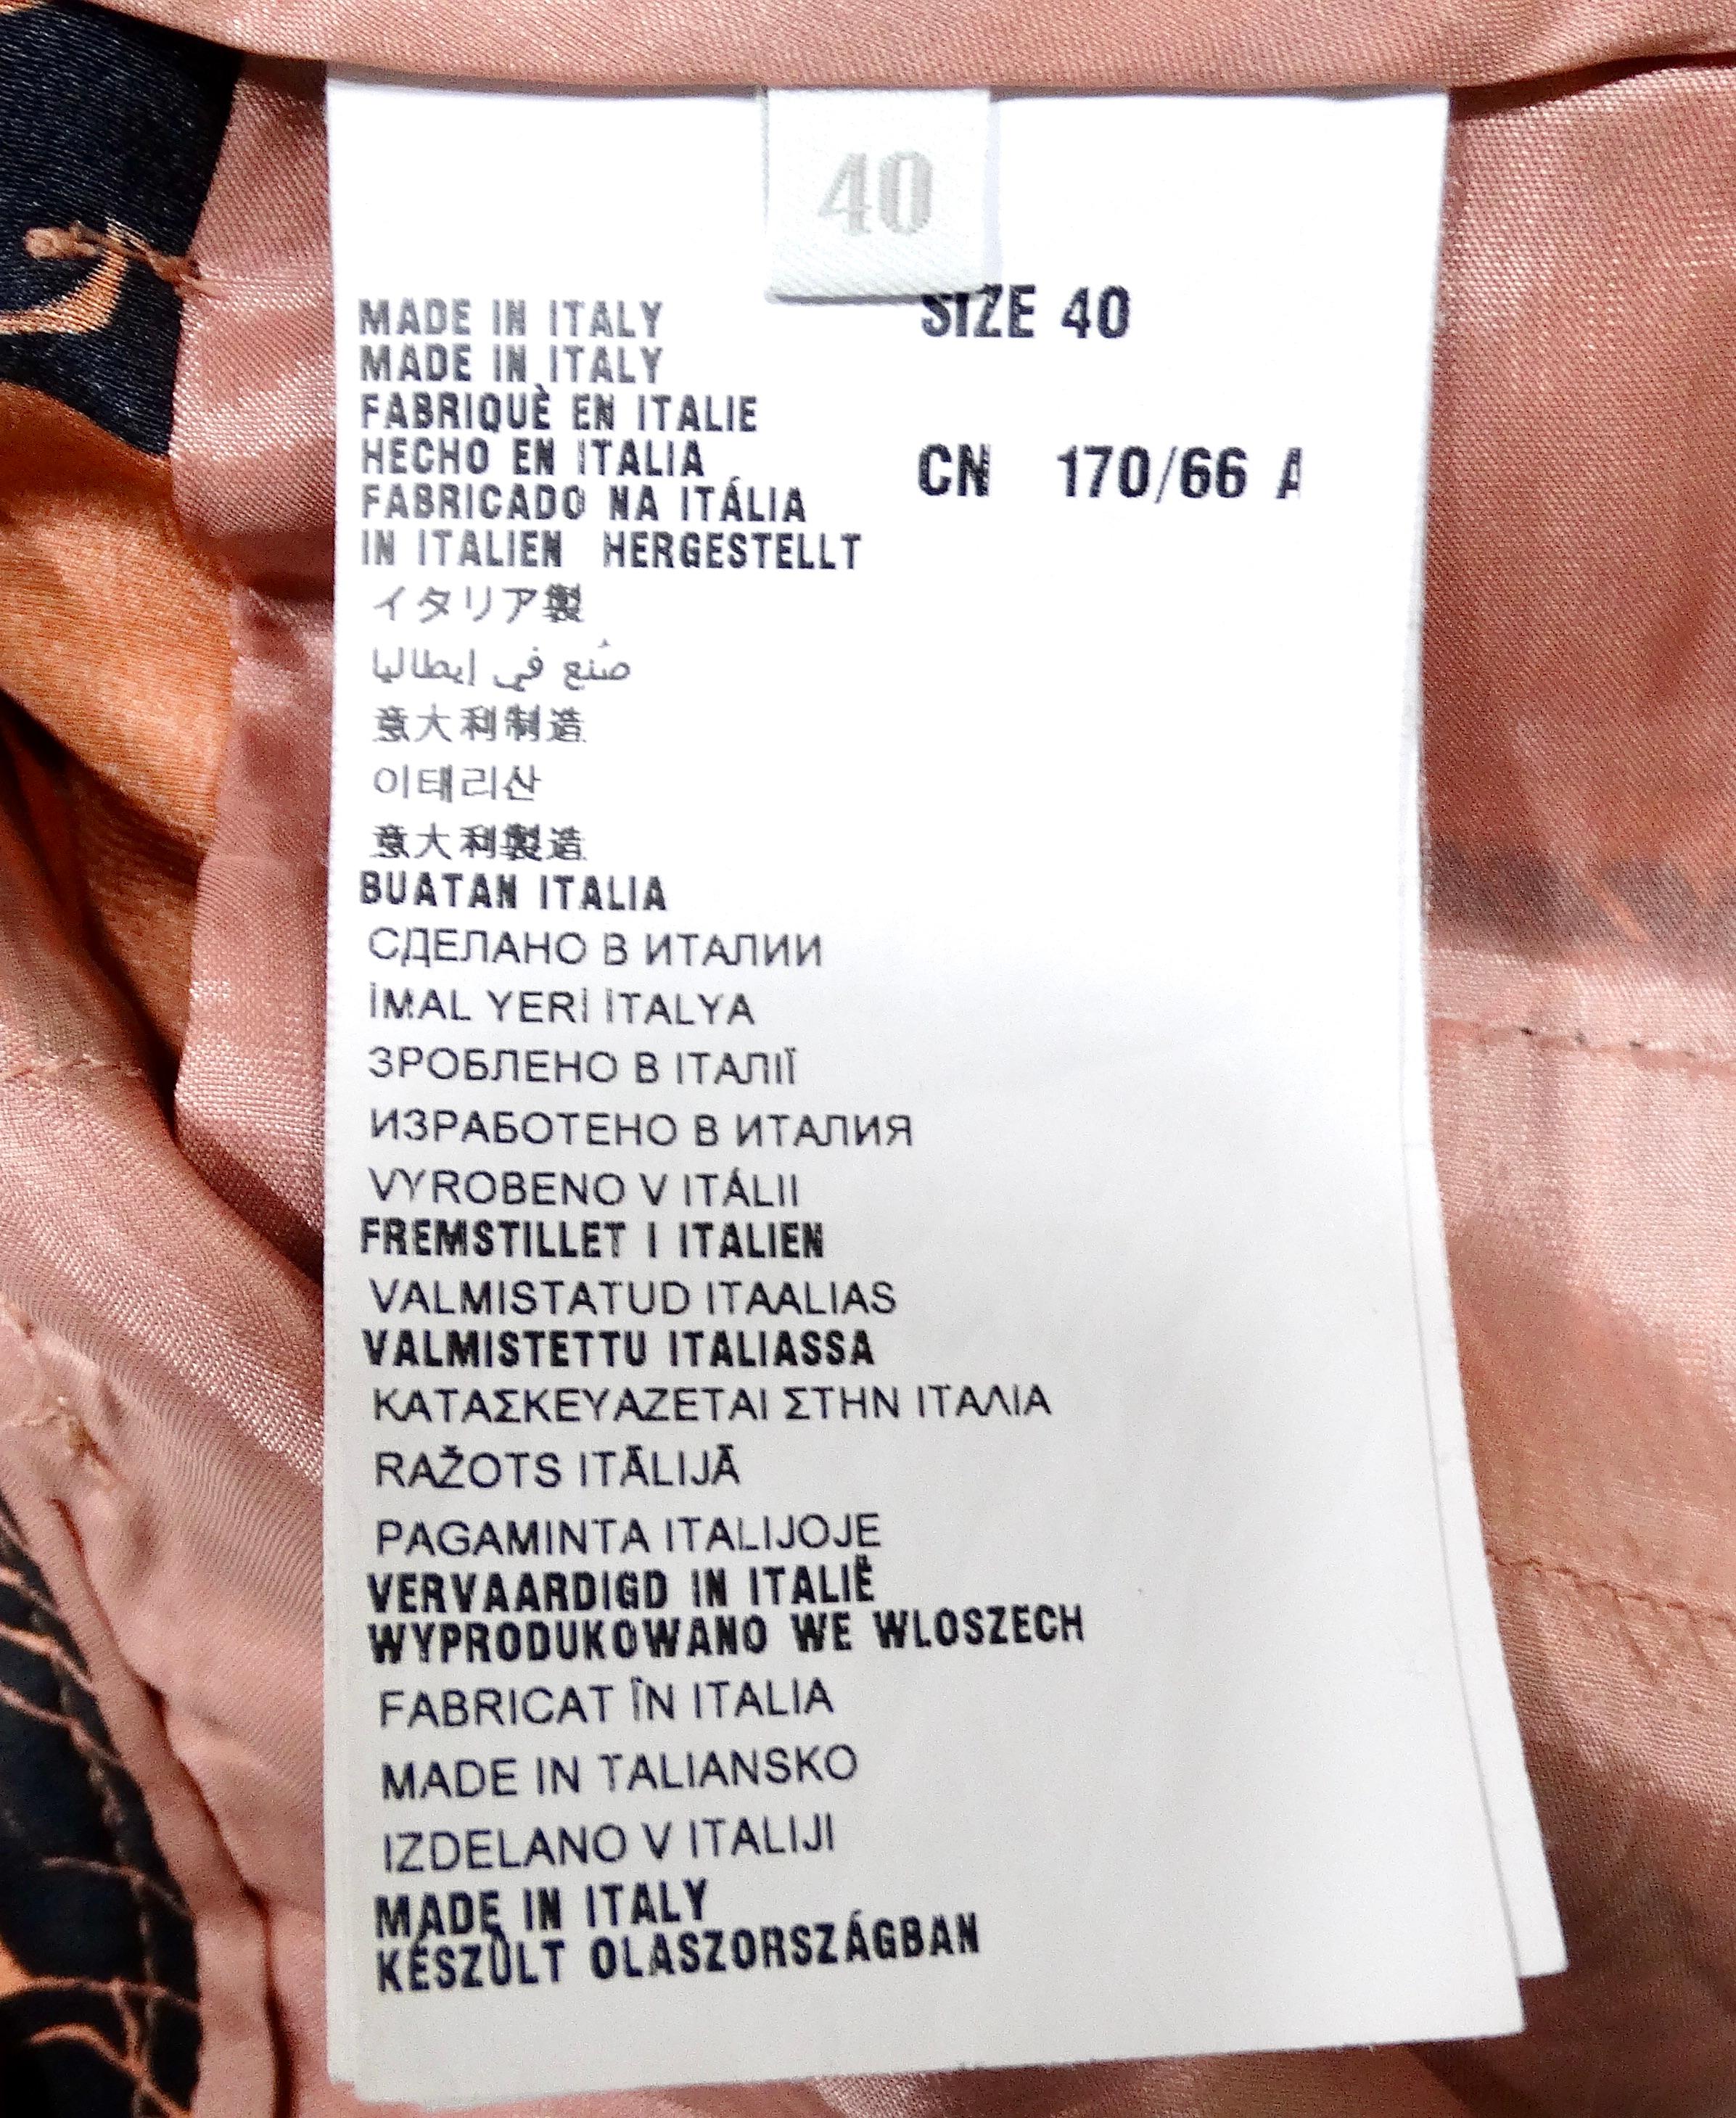 40
SIZE 40
CN 170/66 A
MADE IN ITALY
MADE IN ITALY
FABRIQUÈ EN ITALIE
HECHO EN ITALIA
FABRICADO NA ITÁLIA
IN ITALIEN HERGESTELLT
イタリア製
صُنع في إيطاليا
意大利制造
이태리산
意大利製造
BUATAN ITALIA
СДЕЛАНО В ИТАЛИИ
İMAL YERİ İTALYA
ЗРОБЛЕНО В ІТАЛІЇ
ИЗРАБОТЕНО В ИТАЛИЯ
VYROBENO V ITÁLII
FREMSTILLET I ITALIEN
VALMISTATUD ITAALIAS
VALMISTETTU ITALIASSA
ΚΑΤΑΣΚΕΥΑΖΕΤΑΙ ΣΤΗΝ ΙΤΑΛΙΑ
RAŽOTS ITĀLIJĀ
PAGAMINTA ITALIJOJE
VERVAARDIGD IN ITALIË
WYPRODUKOWANO WE WLOSZECH
FABRICAT ÎN ITALIA
MADE IN TALIANSKO
IZDELANO V ITALIJI
MADE IN ITALY
KÉSZÙLT OLASZORSZÁGBAN